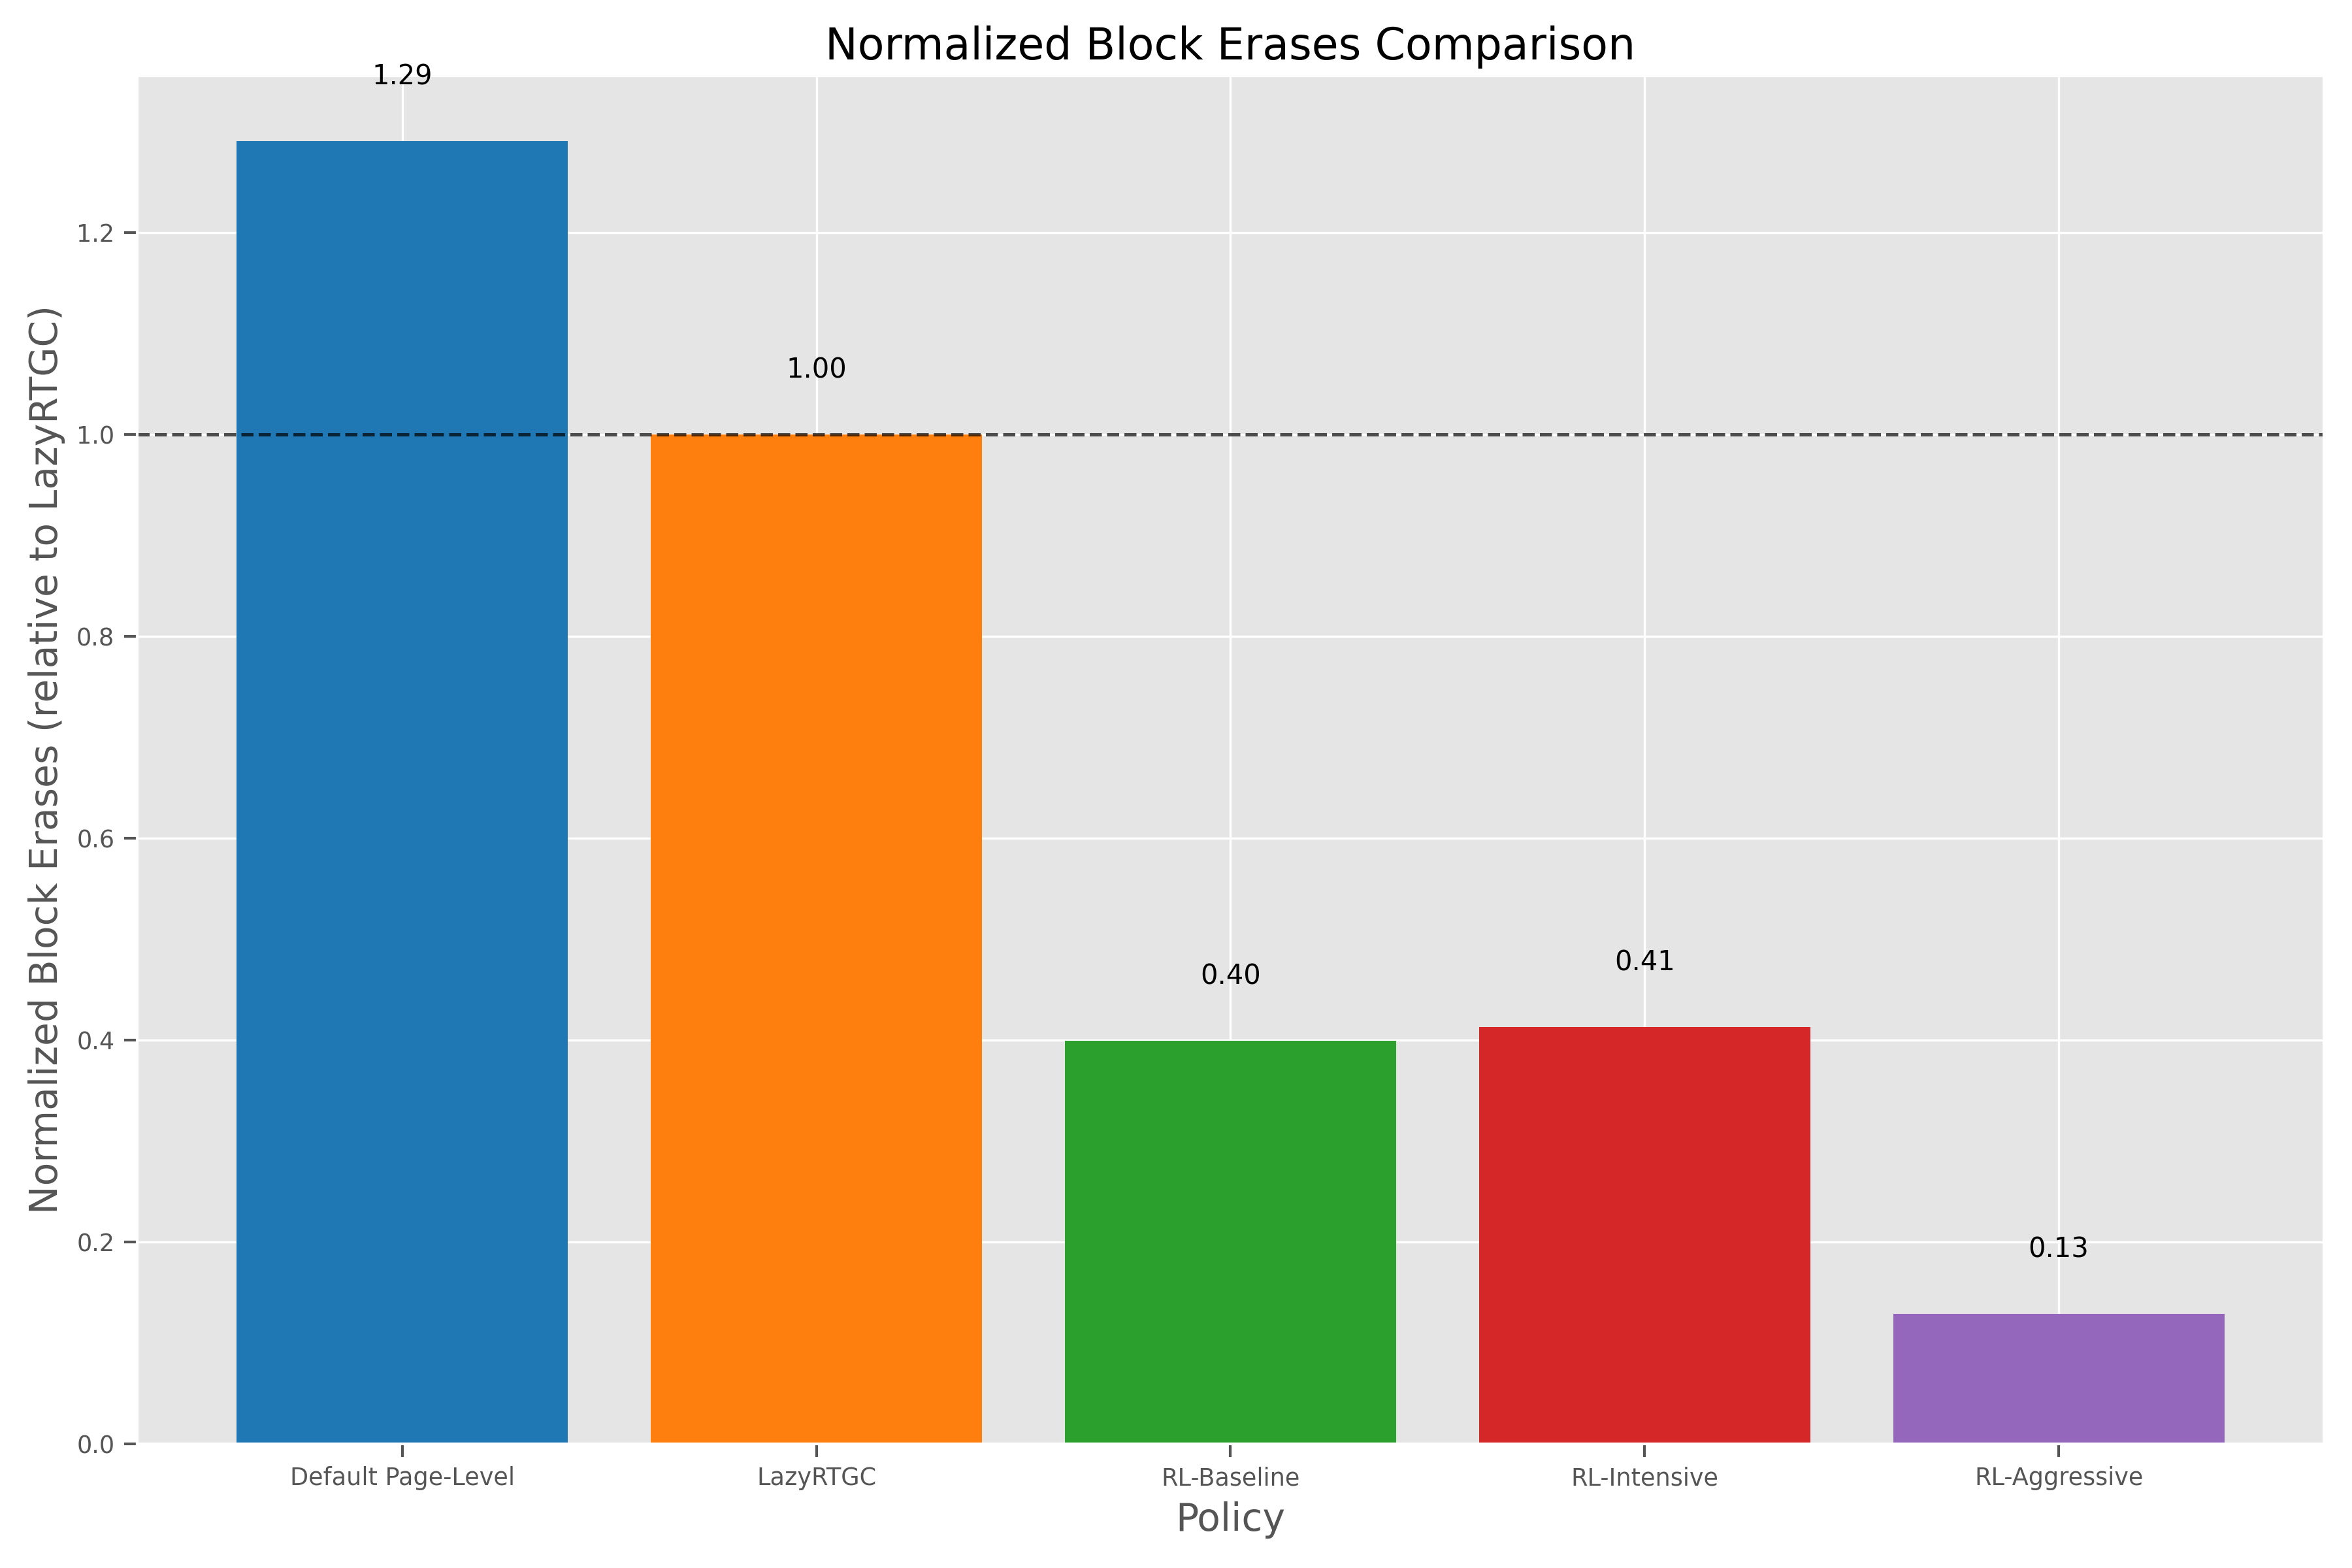 Normalized Block Erases Comparison
1.29
1.00
0.40
0.41
0.13
Normalized Block Erases (relative to LazyRTGC)
1.2
1.0
0.8
0.6
0.4
0.2
0.0
Default Page-Level
LazyRTGC
RL-Baseline
RL-Intensive
RL-Aggressive
Policy